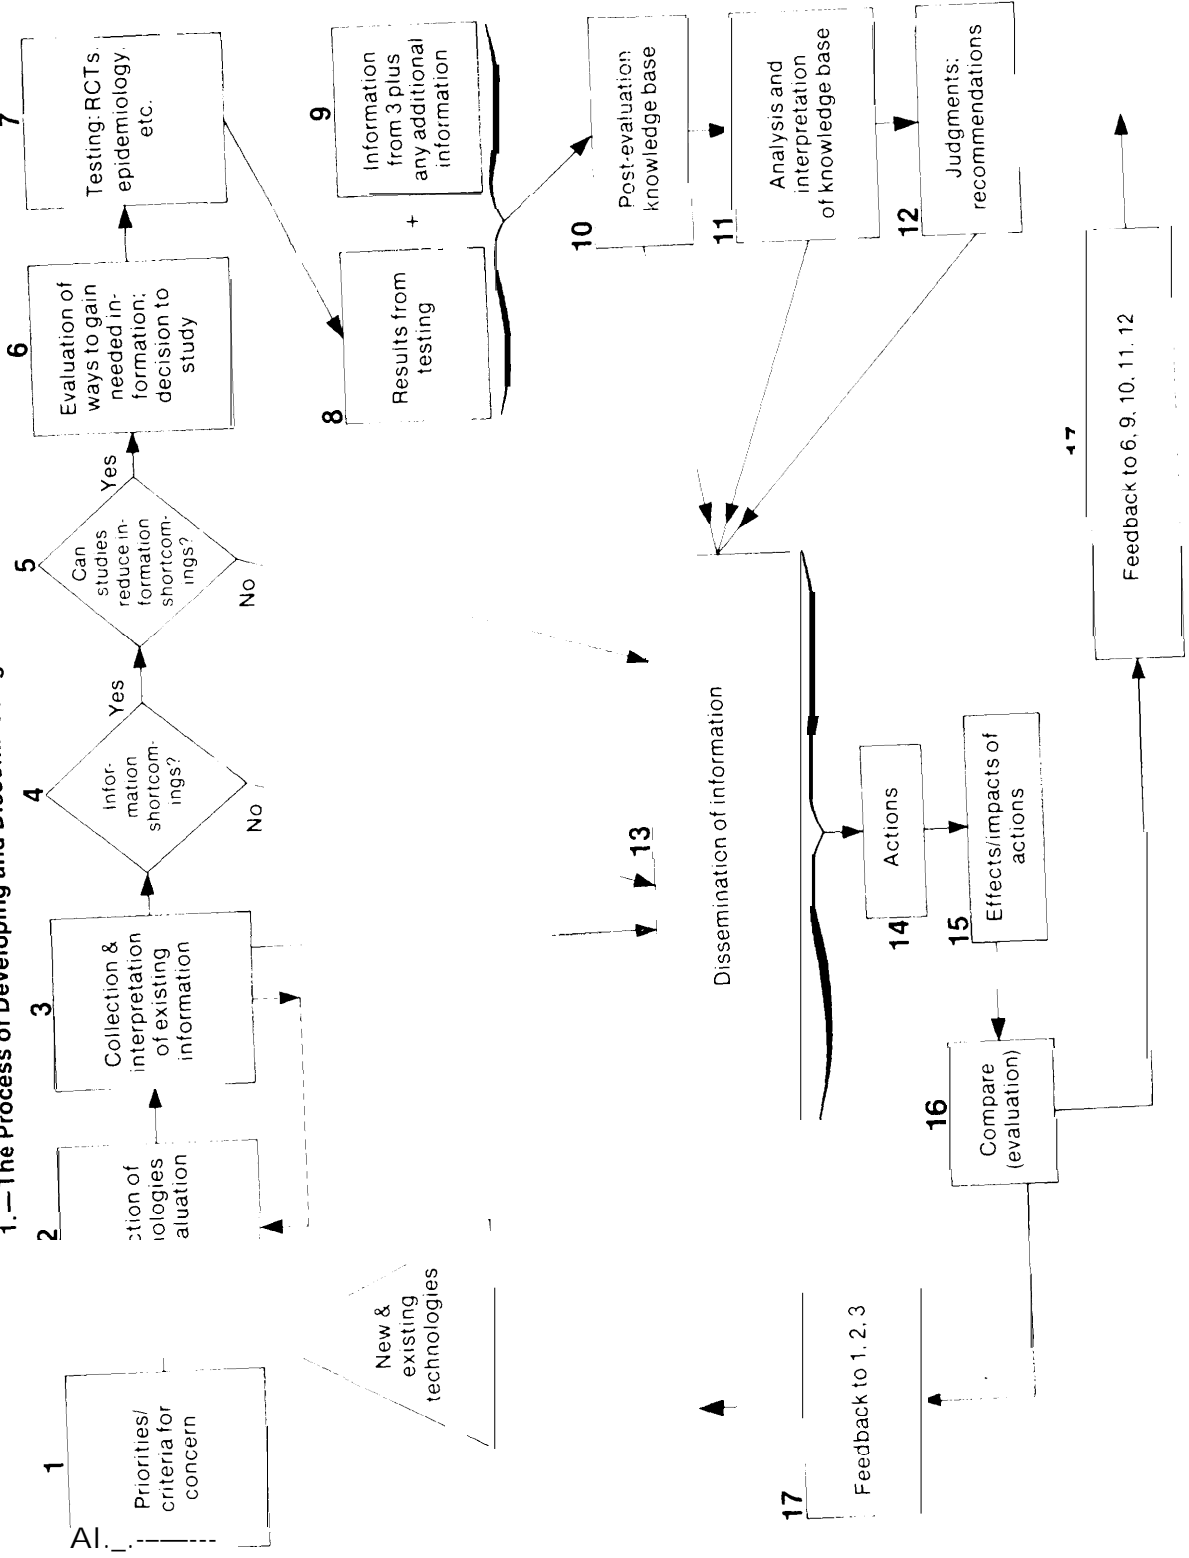 1.—The Process of Developing and
1
Priorities/
criteria for
concern
2
ction of
nologies
aluation
3
Collection &
interpretation
of existing
information
4
Infor-
mation
shortcom-
ings?
Yes
No
5
Can
studies
reduce in-
formation
shortcom-
ings?
Yes
No
6
Evaluation of
ways to gain
needed in-
formation;
decision to
study
7
Testing: RCTs.
epidemiology.
etc.
8
Results from
testing
+
9
Information
from 3 plus
any additional
information
10
Post-evaluation
knowledge base
11
Analysis and
interpretation
of knowledge base
12
Judgments:
recommendations
New &
existing
technologies
13
Dissemination of information
14
Actions
15
Effects/impacts of
actions
16
Compare
(evaluation)
17
Feedback to 1, 2, 3
17
Feedback to 6, 9, 10, 11, 12